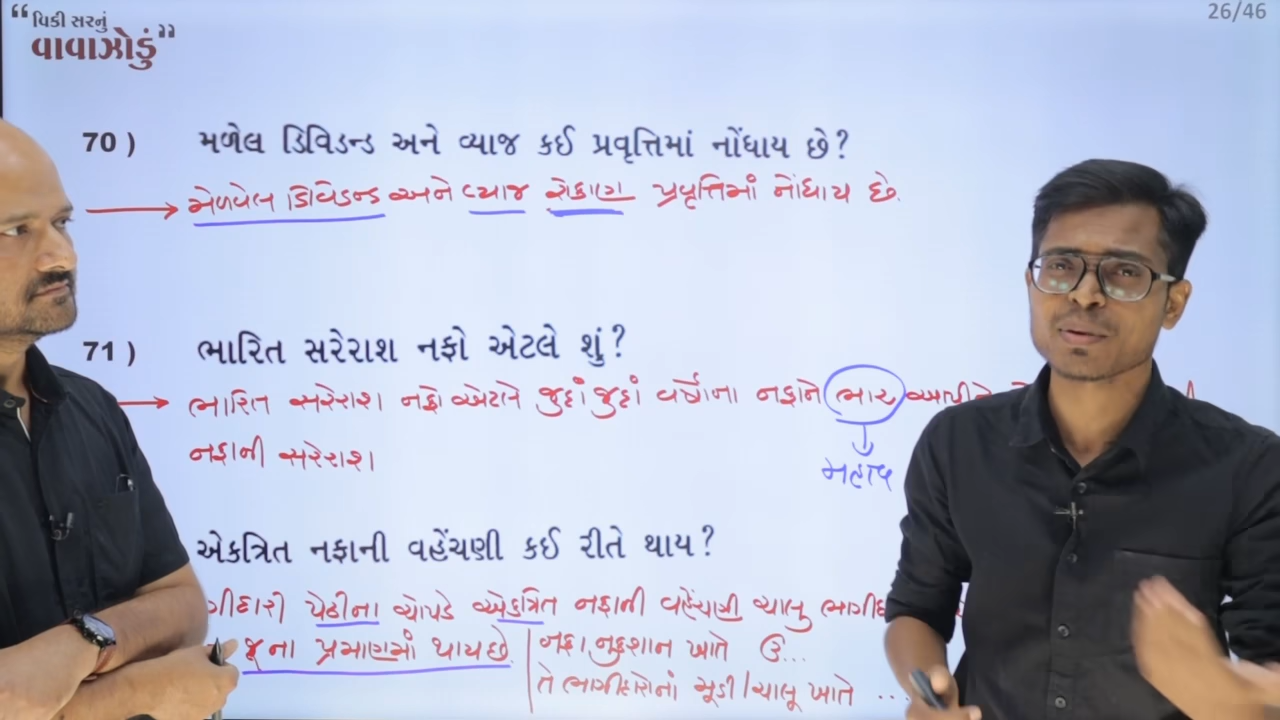 "વિકી સરનું
વાવાઝોડું"
26/46
70 ) મળેલ ડિવિડન્ડ અને વ્યાજ કઈ પ્રવૃત્તિમાં નોંધાય છે?
મેળવેલ ડિવિડન્ડ અને વ્યાજ રોકાણ પ્રવૃત્તિમાં નોંધાય છે.
71 ) ભારિત સરેરાશ નફો એટલે શું?
ભારિત સરેરાશ નફો એટલે જુદાં જુદાં વર્ષોના નફાને ભાર આપીને
નફાની સરેરાશ
મહત્વ
એકત્રિત નફાની વહેંચણી કઈ રીતે થાય?
પેઢીના ચોપડે એકત્રિત નફાની વહેંચણી ચાલુ
જૂના પ્રમાણમાં થાય છે. નફા નુકશાન ખાતે ઉ...
તે ભાગીદારોનાં મૂડી/ચાલુ ખાતે ...